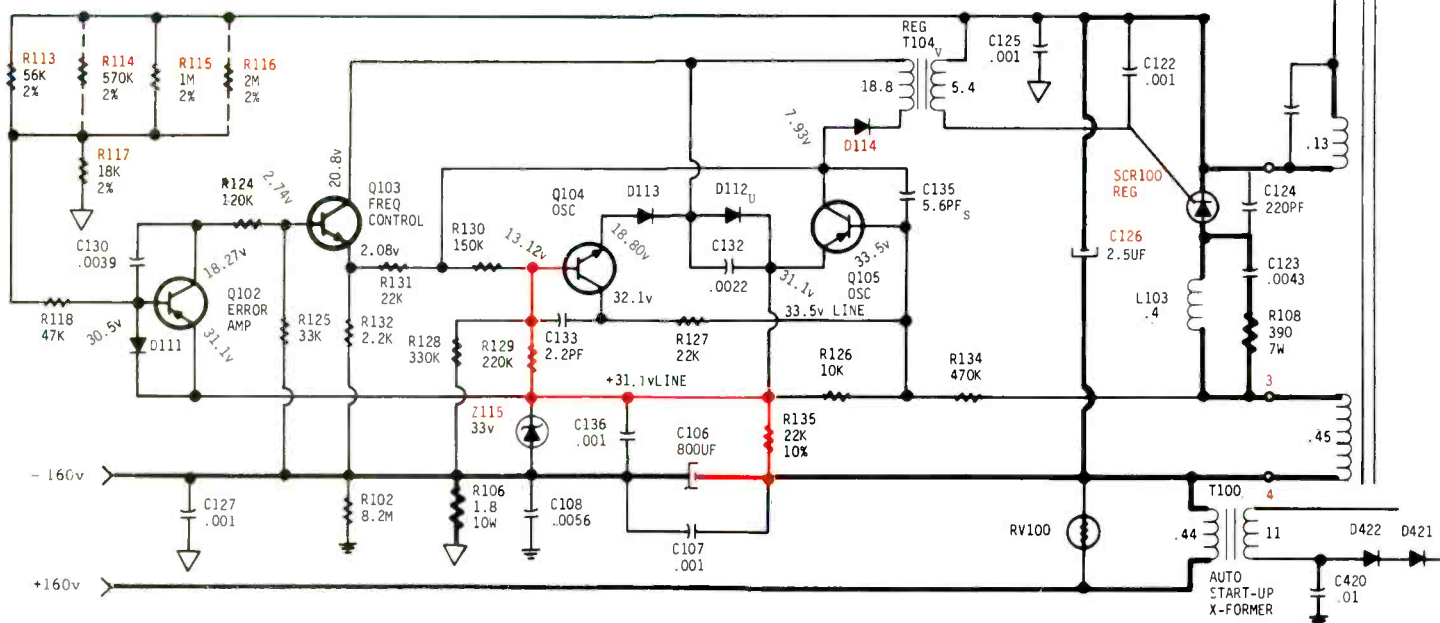 R113
56K
2%
R114
570K
2%
R115
1M
2%
R116
2M
2%
R117
18K
2%
REG
T104
V
18.8
5.4
C125
.001
C122
.001
.13
7.93v
D114
20.8v
Q103
FREQ
CONTROL
R124
120K
2.74v
2.08v
Q104
OSC
D113
D112
U
C135
5.6PF
S
SCR100
REG
C124
220PF
C130
.0039
18.27v
Q102
ERROR
AMP
R130
150K
13.12v
18.80v
C132
.0022
31.1v
33.5v
Q105
OSC
C126
2.5UF
C123
.0043
R131
22K
32.1v
33.5v LINE
L103
.4
R118
47K
30.5v
D111
31.1v
R125
33K
R132
2.2K
R128
330K
R129
220K
C133
2.2PF
R127
22K
R126
10K
R134
470K
R108
390
7W
+31.1vLINE
3
Z115
33v
C136
.001
C106
800UF
R135
22K
10%
.45
- 160v
C127
.001
R102
8.2M
R106
1.8
10W
C108
.0056
C107
.001
RV100
4
T100
.44
11
D422
D421
+160v
AUTO
START-UP
X-FORMER
C420
.01